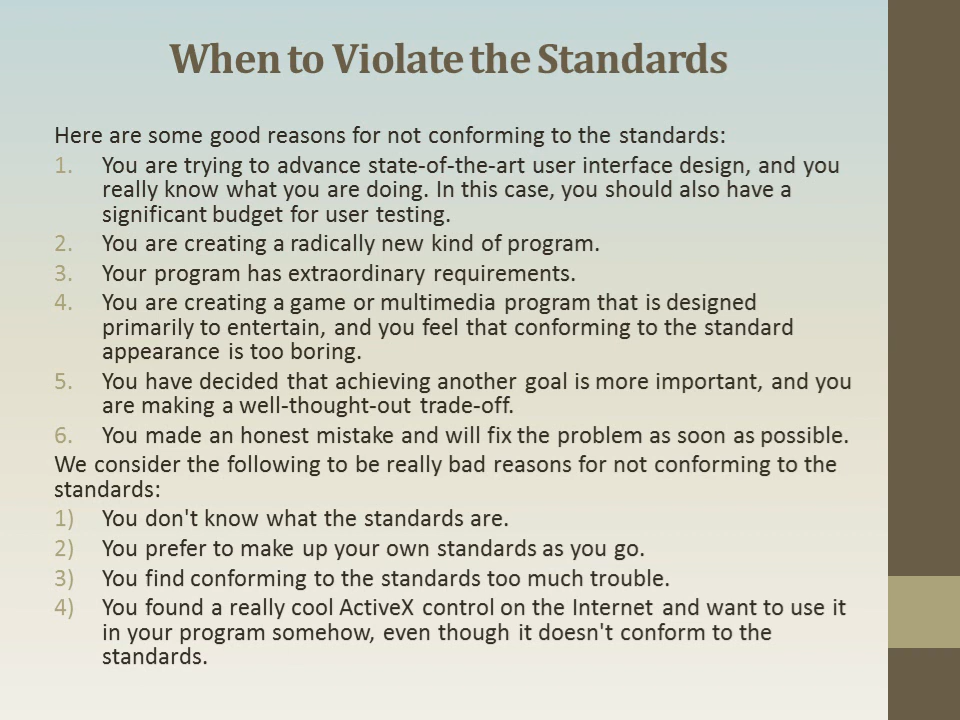 When to Violate the Standards
Here are some good reasons for not conforming to the standards:
1. You are trying to advance state-of-the-art user interface design, and you
really know what you are doing. In this case, you should also have a
significant budget for user testing.
2. You are creating a radically new kind of program.
3. Your program has extraordinary requirements.
4. You are creating a game or multimedia program that is designed
primarily to entertain, and you feel that conforming to the standard
appearance is too boring.
5. You have decided that achieving another goal is more important, and you
are making a well-thought-out trade-off.
6. You made an honest mistake and will fix the problem as soon as possible.
We consider the following to be really bad reasons for not conforming to the
standards:
1) You don't know what the standards are.
2) You prefer to make up your own standards as you go.
3) You find conforming to the standards too much trouble.
4) You found a really cool ActiveX control on the Internet and want to use it
in your program somehow, even though it doesn't conform to the
standards.